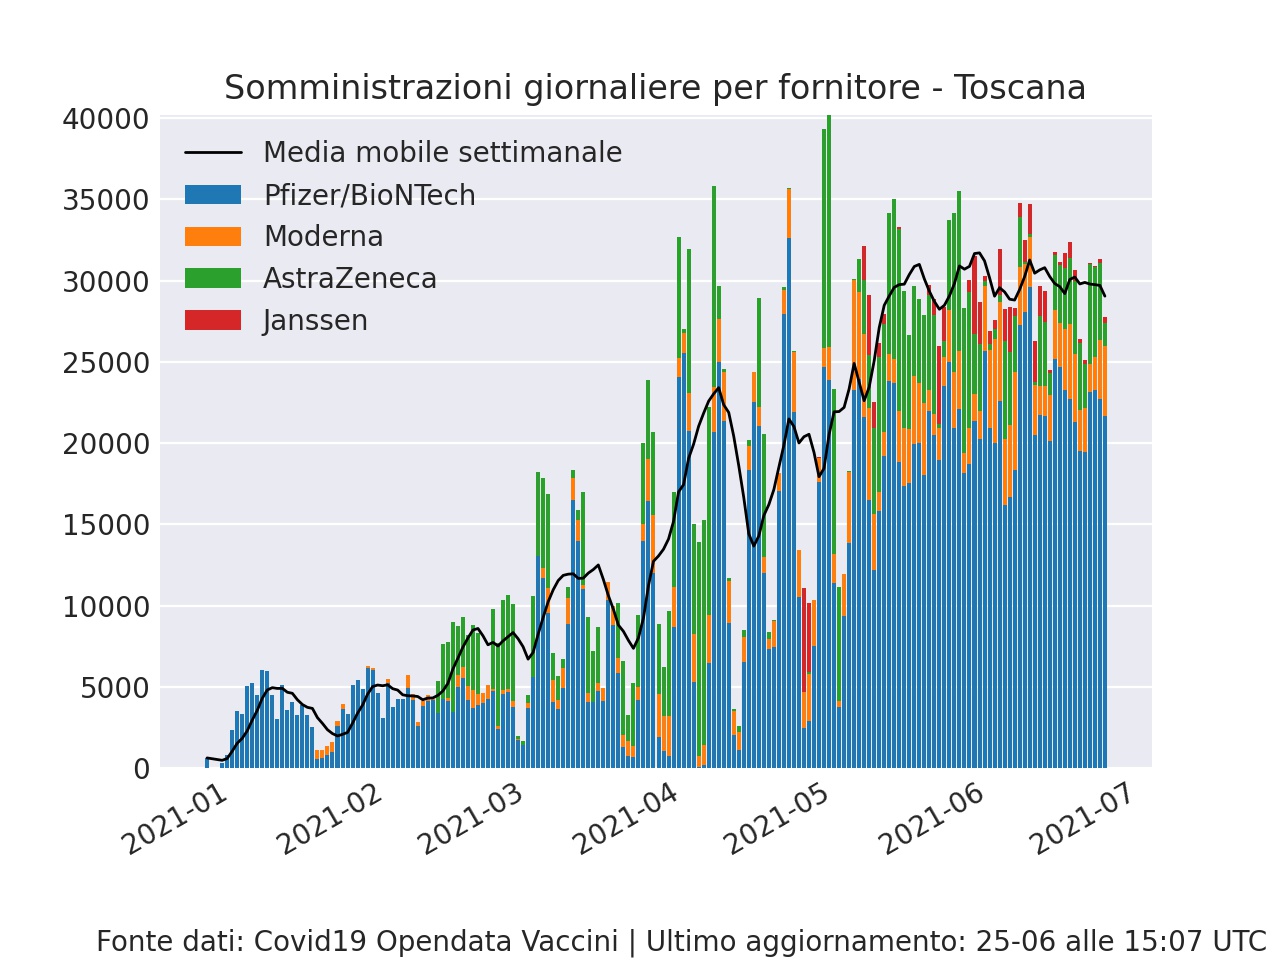 Somministrazioni giornaliere per fornitore - Toscana
40000
35000
30000
25000
20000
15000
10000
5000
0
Media mobile settimanale
Pfizer/BioNTech
Moderna
AstraZeneca
Janssen
2021-01
2021-02
2021-03
2021-04
2021-05
2021-06
2021-07
Fonte dati: Covid19 Opendata Vaccini | Ultimo aggiornamento: 25-06 alle 15:07 UTC